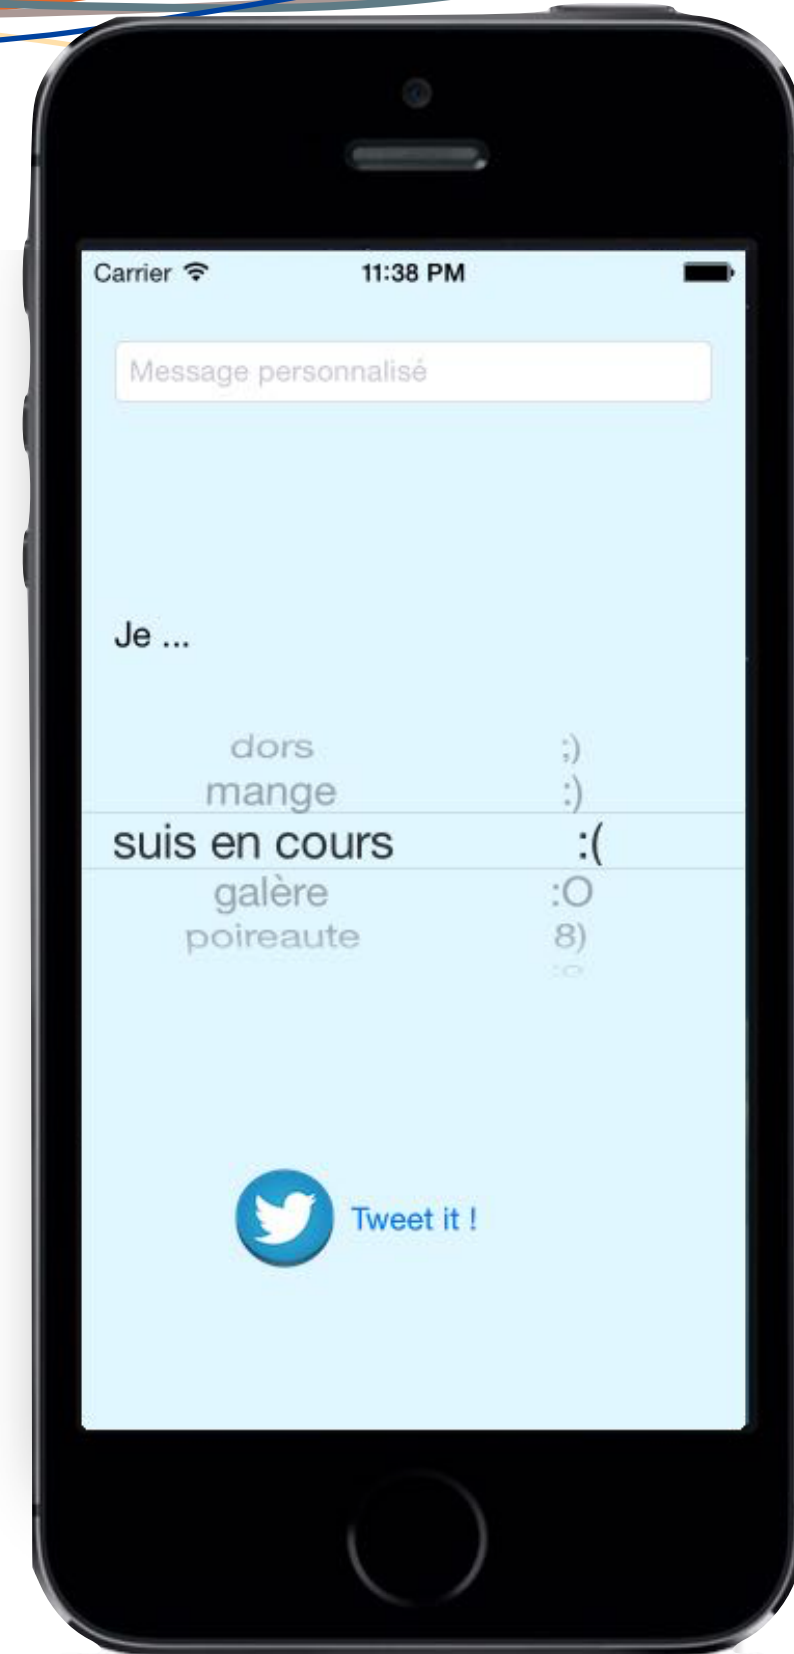 Carrier 11:38 PM
Message personnalisé
Je ...
dors ;)
mange :)
suis en cours :(
galère :O
poireaute 8)
Tweet it !